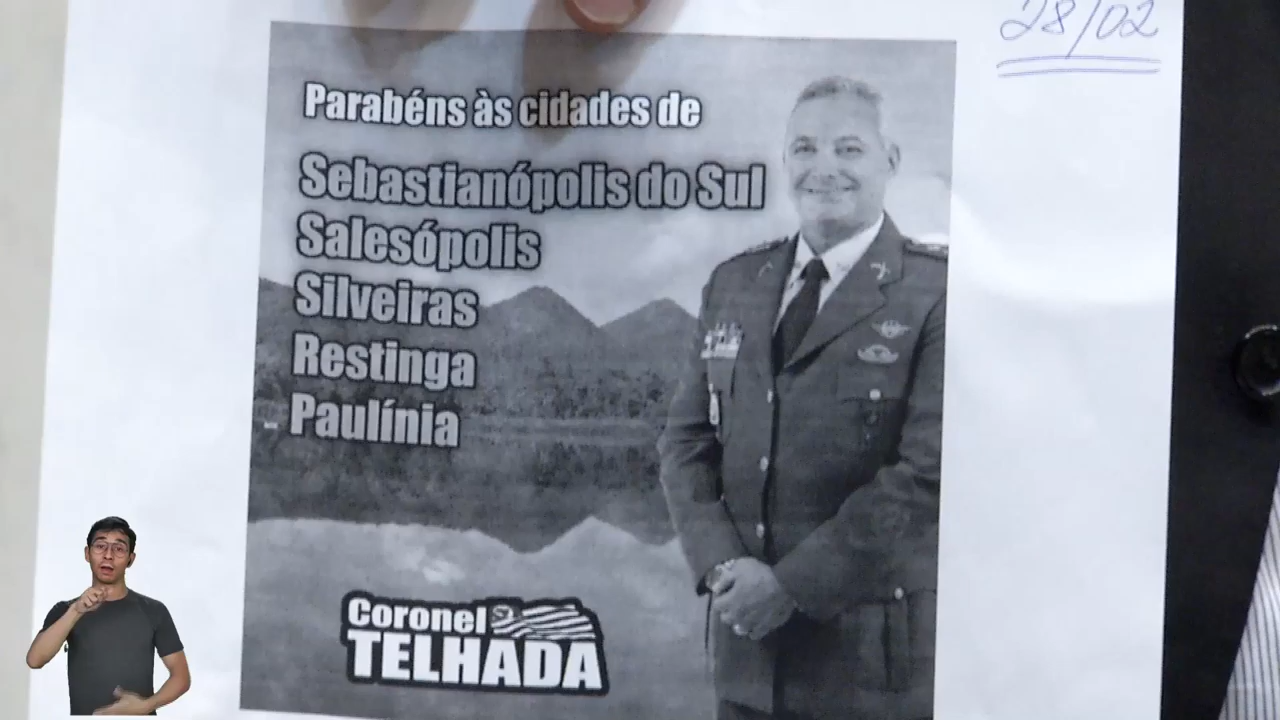 28/02
Parabéns às cidades de
Sebastianópolis do Sul
Salesópolis
Silveiras
Restinga
Paulínia
Coronel
TELHADA